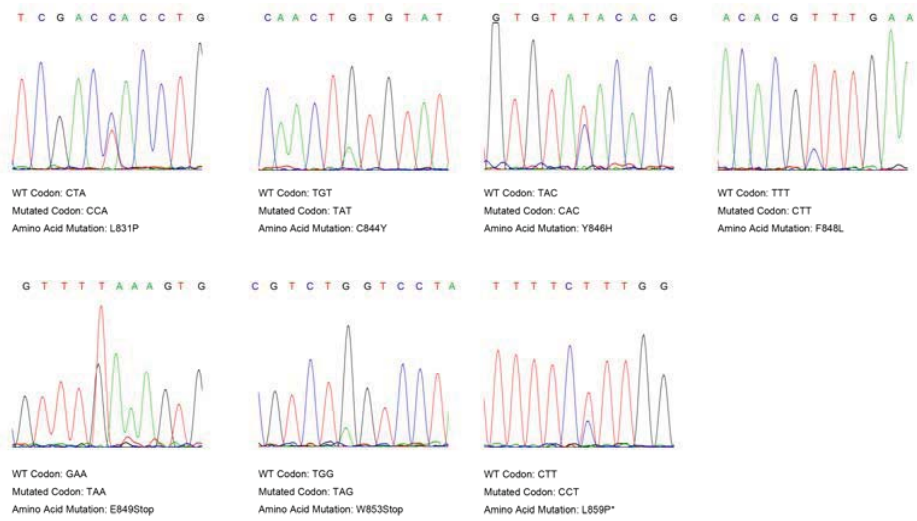 T C G A C C A C C T G
WT Codon: CTA
Mutated Codon: CCA
Amino Acid Mutation: L831P
C A A C T G T G T A T
WT Codon: TGT
Mutated Codon: TAT
Amino Acid Mutation: C844Y
G T G T A T A C A C G
WT Codon: TAC
Mutated Codon: CAC
Amino Acid Mutation: Y846H
A C A C G T T T G A A
WT Codon: TTT
Mutated Codon: CTT
Amino Acid Mutation: F848L
G T T T T A A A G T G
WT Codon: GAA
Mutated Codon: TAA
Amino Acid Mutation: E849Stop
C G T C T G G T C C T A
WT Codon: TGG
Mutated Codon: TAG
Amino Acid Mutation: W853Stop
T T T T C T T T G G
WT Codon: CTT
Mutated Codon: CCT
Amino Acid Mutation: L859P*